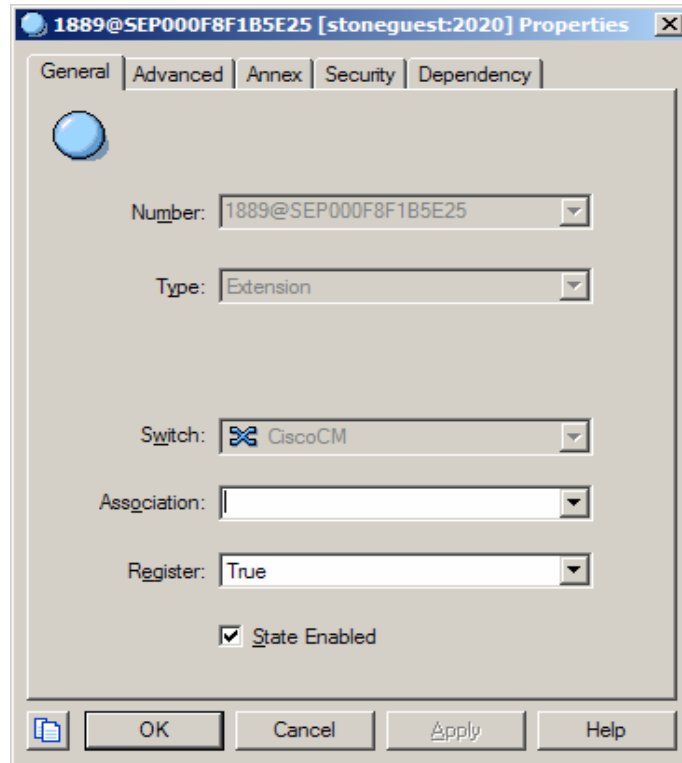 1889@SEP000F8F1B5E25 [stoneguest:2020] Properties
General Advanced Annex Security Dependency
Number: 1889@SEP000F8F1B5E25
Type: Extension
Switch: CiscoCM
Association:
Register: True
State Enabled
OK Cancel Apply Help